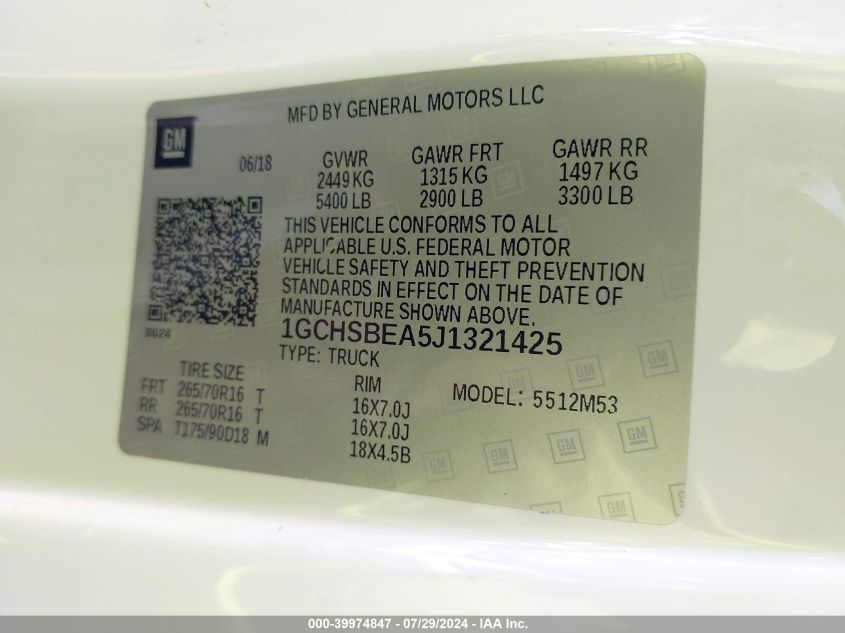 MFD BY GENERAL MOTORS LLC
GM
06/18 GVWR GAWR FRT GAWR RR
2449 KG 1315 KG 1497 KG
5400 LB 2900 LB 3300 LB
THIS VEHICLE CONFORMS TO ALL
APPLICABLE U.S. FEDERAL MOTOR
VEHICLE SAFETY AND THEFT PREVENTION
STANDARDS IN EFFECT ON THE DATE OF
MANUFACTURE SHOWN ABOVE.
8624
1GCHSBEA5J1321425
TYPE: TRUCK
TIRE SIZE RIM MODEL: 5512M53
FRT 265/70R16 T 16X7.0J
RR 265/70R16 T 16X7.0J
SPA T175/90D18 M 18X4.5B
000-39974847 / 07/29/2024 - IAA Inc.